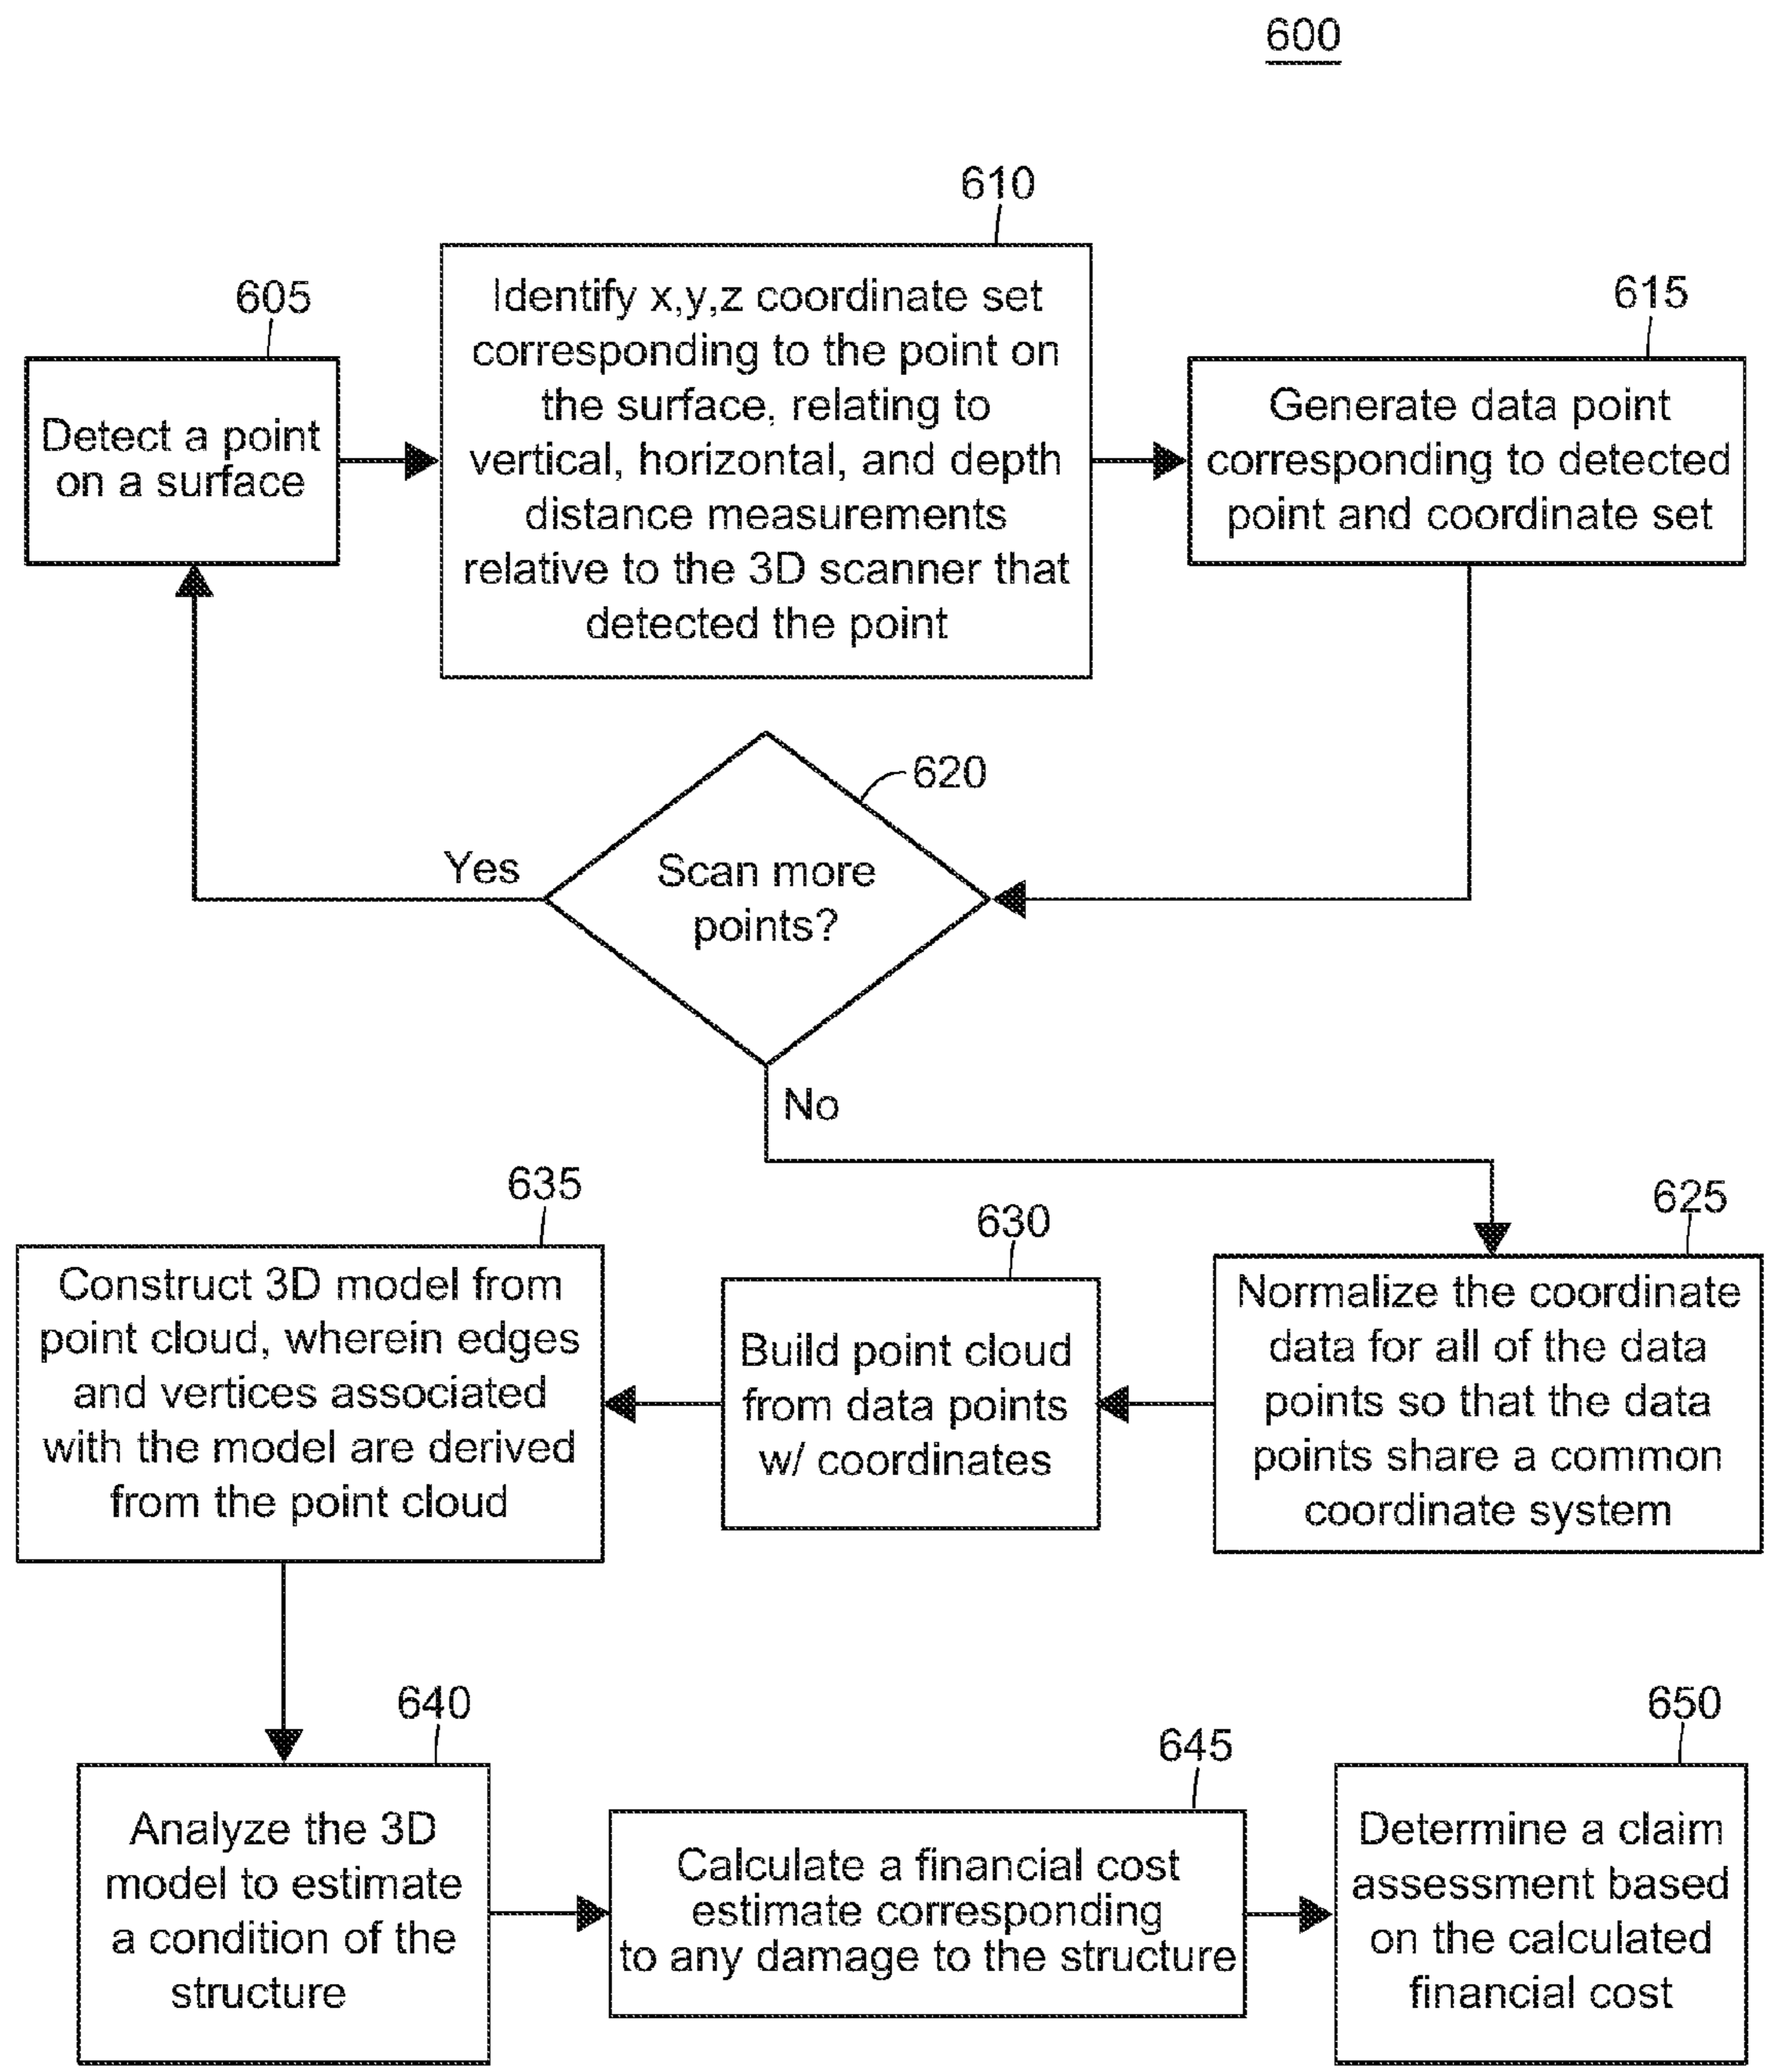 600
605
Detect a point
on a surface
610
Identify x,y,z coordinate set
corresponding to the point on
the surface, relating to
vertical, horizontal, and depth
distance measurements
relative to the 3D scanner that
detected the point
615
Generate data point
corresponding to detected
point and coordinate set
620
Scan more
points?
Yes
No
625
Normalize the coordinate
data for all of the data
points so that the data
points share a common
coordinate system
630
Build point cloud
from data points
w/ coordinates
635
Construct 3D model from
point cloud, wherein edges
and vertices associated
with the model are derived
from the point cloud
640
Analyze the 3D
model to estimate
a condition of the
structure
645
Calculate a financial cost
estimate corresponding
to any damage to the structure
650
Determine a claim
assessment based
on the calculated
financial cost